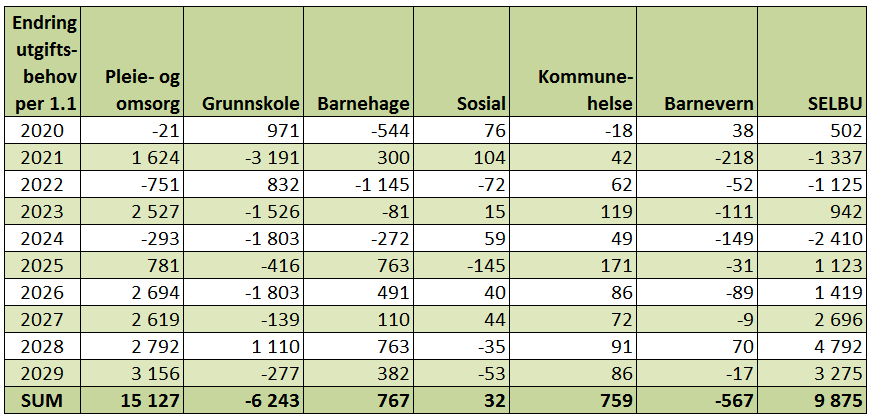 Endring utgifts-behov per 1.1 Pleie- og omsorg Grunnskole Barnehage Sosial Kommune-helse Barnevern SELBU
2020 -21 971 -544 76 -18 38 502
2021 1 624 -3 191 300 104 42 -218 -1 337
2022 -751 832 -1 145 -72 62 -52 -1 125
2023 2 527 -1 526 -81 15 119 -111 942
2024 -293 -1 803 -272 59 49 -149 -2 410
2025 781 -416 763 -145 171 -31 1 123
2026 2 694 -1 803 491 40 86 -89 1 419
2027 2 619 -139 110 44 72 -9 2 696
2028 2 792 1 110 763 -35 91 70 4 792
2029 3 156 -277 382 -53 86 -17 3 275
SUM 15 127 -6 243 767 32 759 -567 9 875